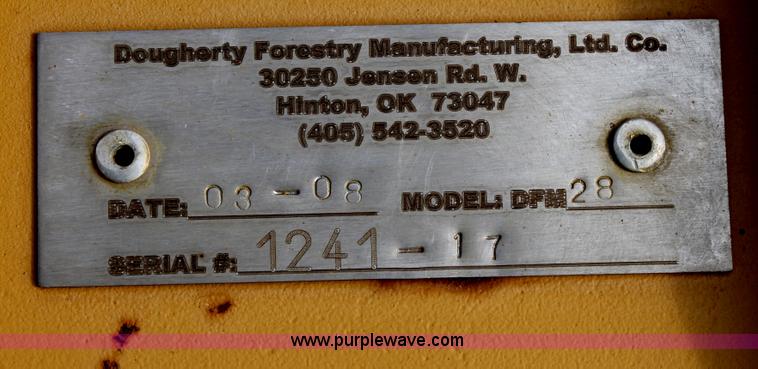 Dougherty Forestry Manufacturing, Ltd. Co.
30250 Jensen Rd. W.
Hinton, OK 73047
(405) 542-3520
DATE: 03-08 MODEL: DFM 28
SERIAL #: 1241-17
www.purplewave.com